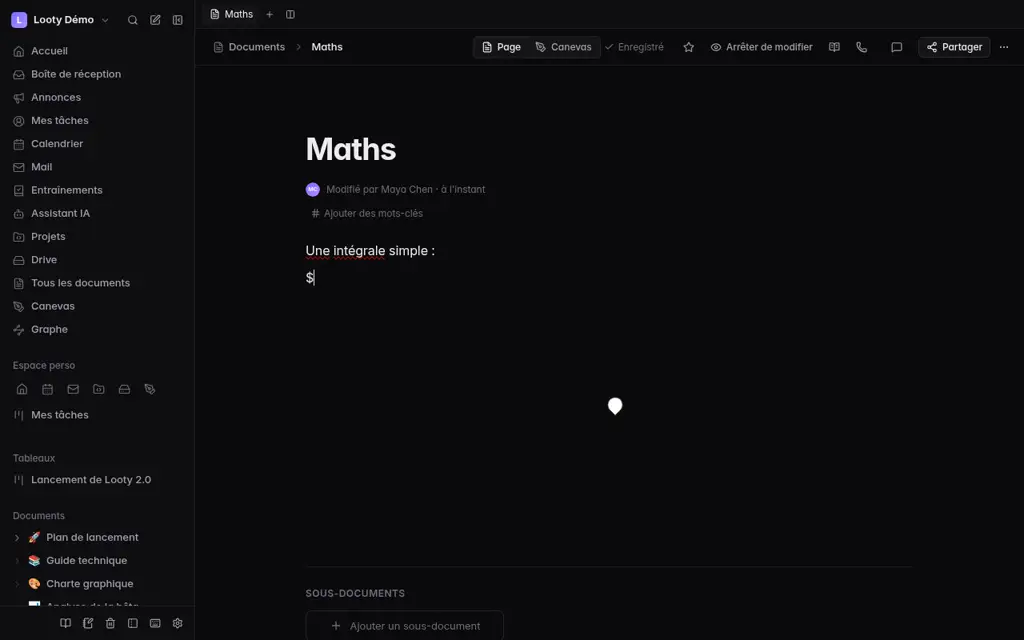 L Looty Démo
Maths
Documents > Maths
Page
Canevas
Enregistré
Arrêter de modifier
Partager
Accueil
Boîte de réception
Annonces
Mes tâches
Calendrier
Mail
Entraînements
Assistant IA
Projets
Drive
Tous les documents
Canevas
Graphe
Espace perso
Mes tâches
Tableaux
Lancement de Looty 2.0
Documents
Plan de lancement
Guide technique
Charte graphique
Maths
MC Modifié par Maya Chen · à l'instant
# Ajouter des mots-clés
Une intégrale simple :
$
SOUS-DOCUMENTS
+ Ajouter un sous-document